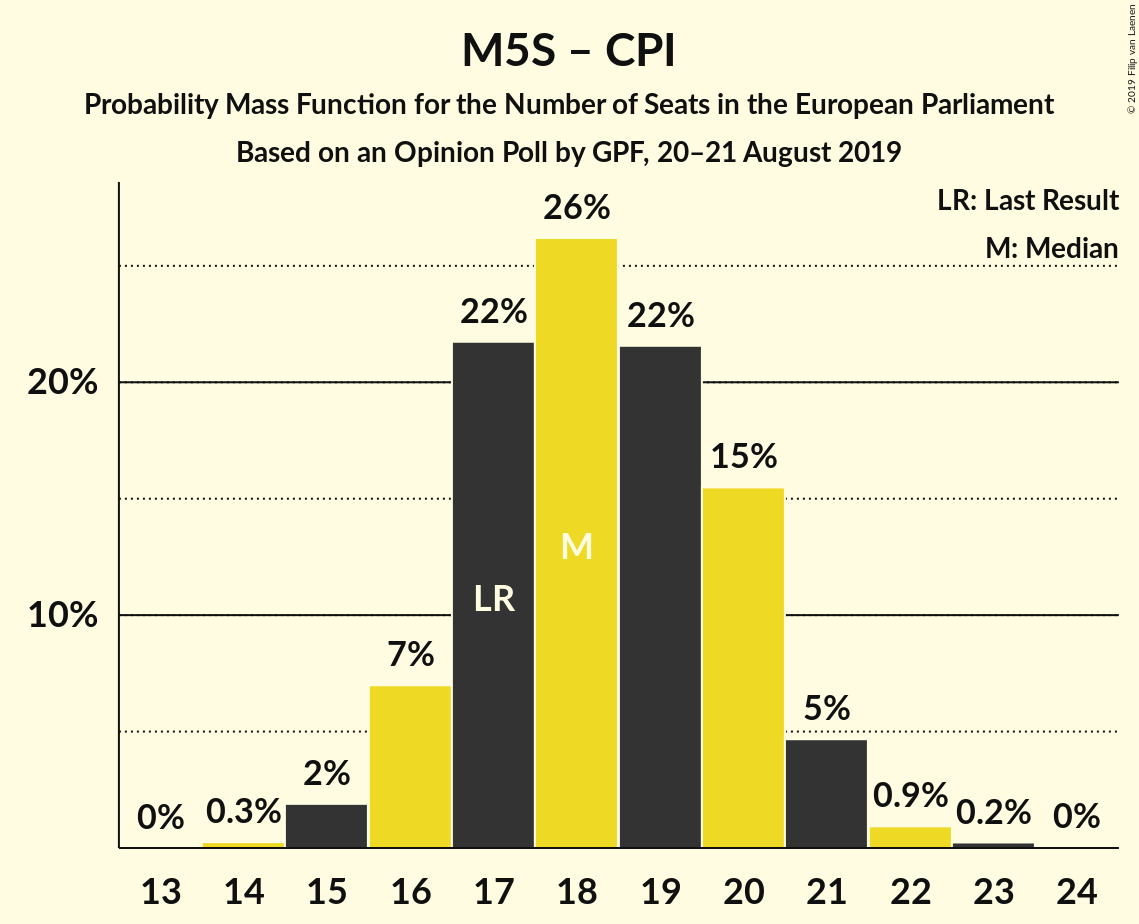 M5S – CPI
Probability Mass Function for the Number of Seats in the European Parliament
Based on an Opinion Poll by GPF, 20–21 August 2019
© 2019 Filip van Laenen
LR: Last Result
M: Median
26%
22%
22%
20%
15%
M
LR
10%
7%
5%
2%
0%
0.3%
0.9%
0.2%
0%
13 14 15 16 17 18 19 20 21 22 23 24